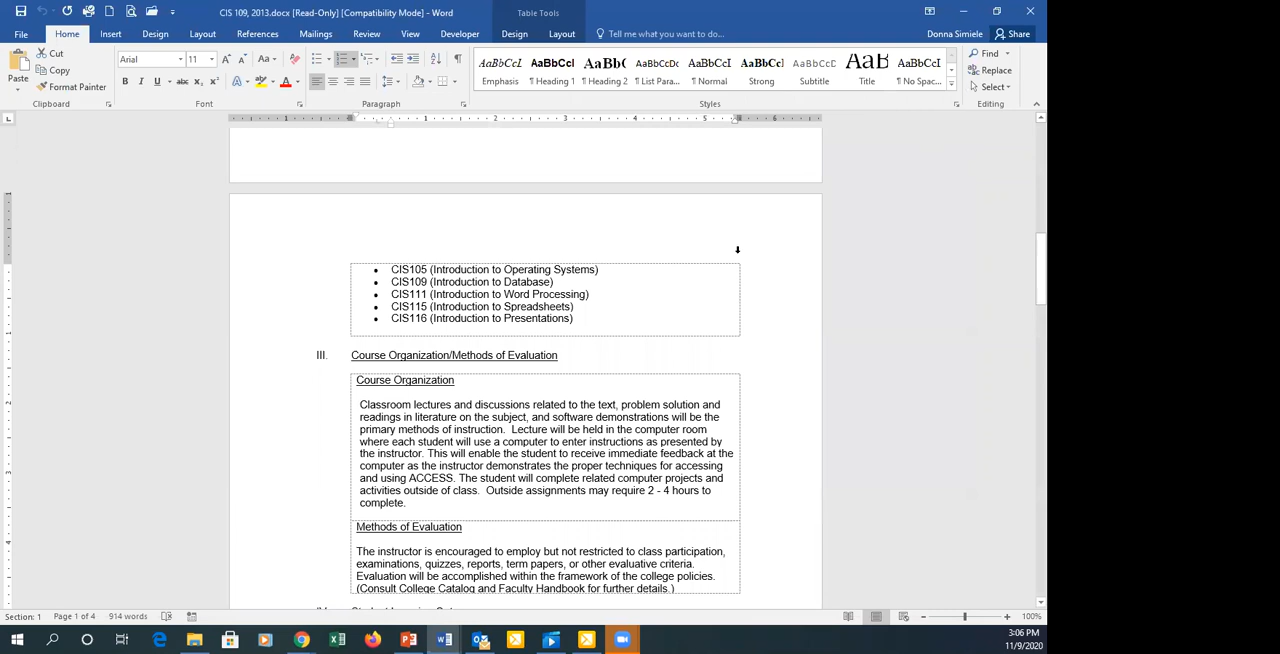 CIS 109, 2013.docx [Read-Only] [Compatibility Mode] - Word
Table Tools
File Home Insert Design Layout References Mailings Review View Developer Design Layout Tell me what you want to do... Donna Simiele Share
Paste
Cut
Copy
Format Painter
Clipboard
Arial 11
Font
Paragraph
AaBbCcI AaBbCcI AaBb( AaBbCcDc AaBbCcI AaBbCcI AaBbCcD AaB AaBbCcI
Emphasis ¶ Heading 1 ¶ Heading 2 ¶ List Para... ¶ Normal Strong Subtitle Title ¶ No Spac...
Styles
Find
Replace
Select
Editing
• CIS105 (Introduction to Operating Systems)
• CIS109 (Introduction to Database)
• CIS111 (Introduction to Word Processing)
• CIS115 (Introduction to Spreadsheets)
• CIS116 (Introduction to Presentations)
III. Course Organization/Methods of Evaluation
Course Organization
Classroom lectures and discussions related to the text, problem solution and
readings in literature on the subject, and software demonstrations will be the
primary methods of instruction. Lecture will be held in the computer room
where each student will use a computer to enter instructions as presented by
the instructor. This will enable the student to receive immediate feedback at the
computer as the instructor demonstrates the proper techniques for accessing
and using ACCESS. The student will complete related computer projects and
activities outside of class. Outside assignments may require 2 - 4 hours to
complete.
Methods of Evaluation
The instructor is encouraged to employ but not restricted to class participation,
examinations, quizzes, reports, term papers, or other evaluative criteria.
Evaluation will be accomplished within the framework of the college policies.
(Consult College Catalog and Faculty Handbook for further details.)
Section: 1 Page 1 of 4 914 words 100%
3:06 PM
11/9/2020